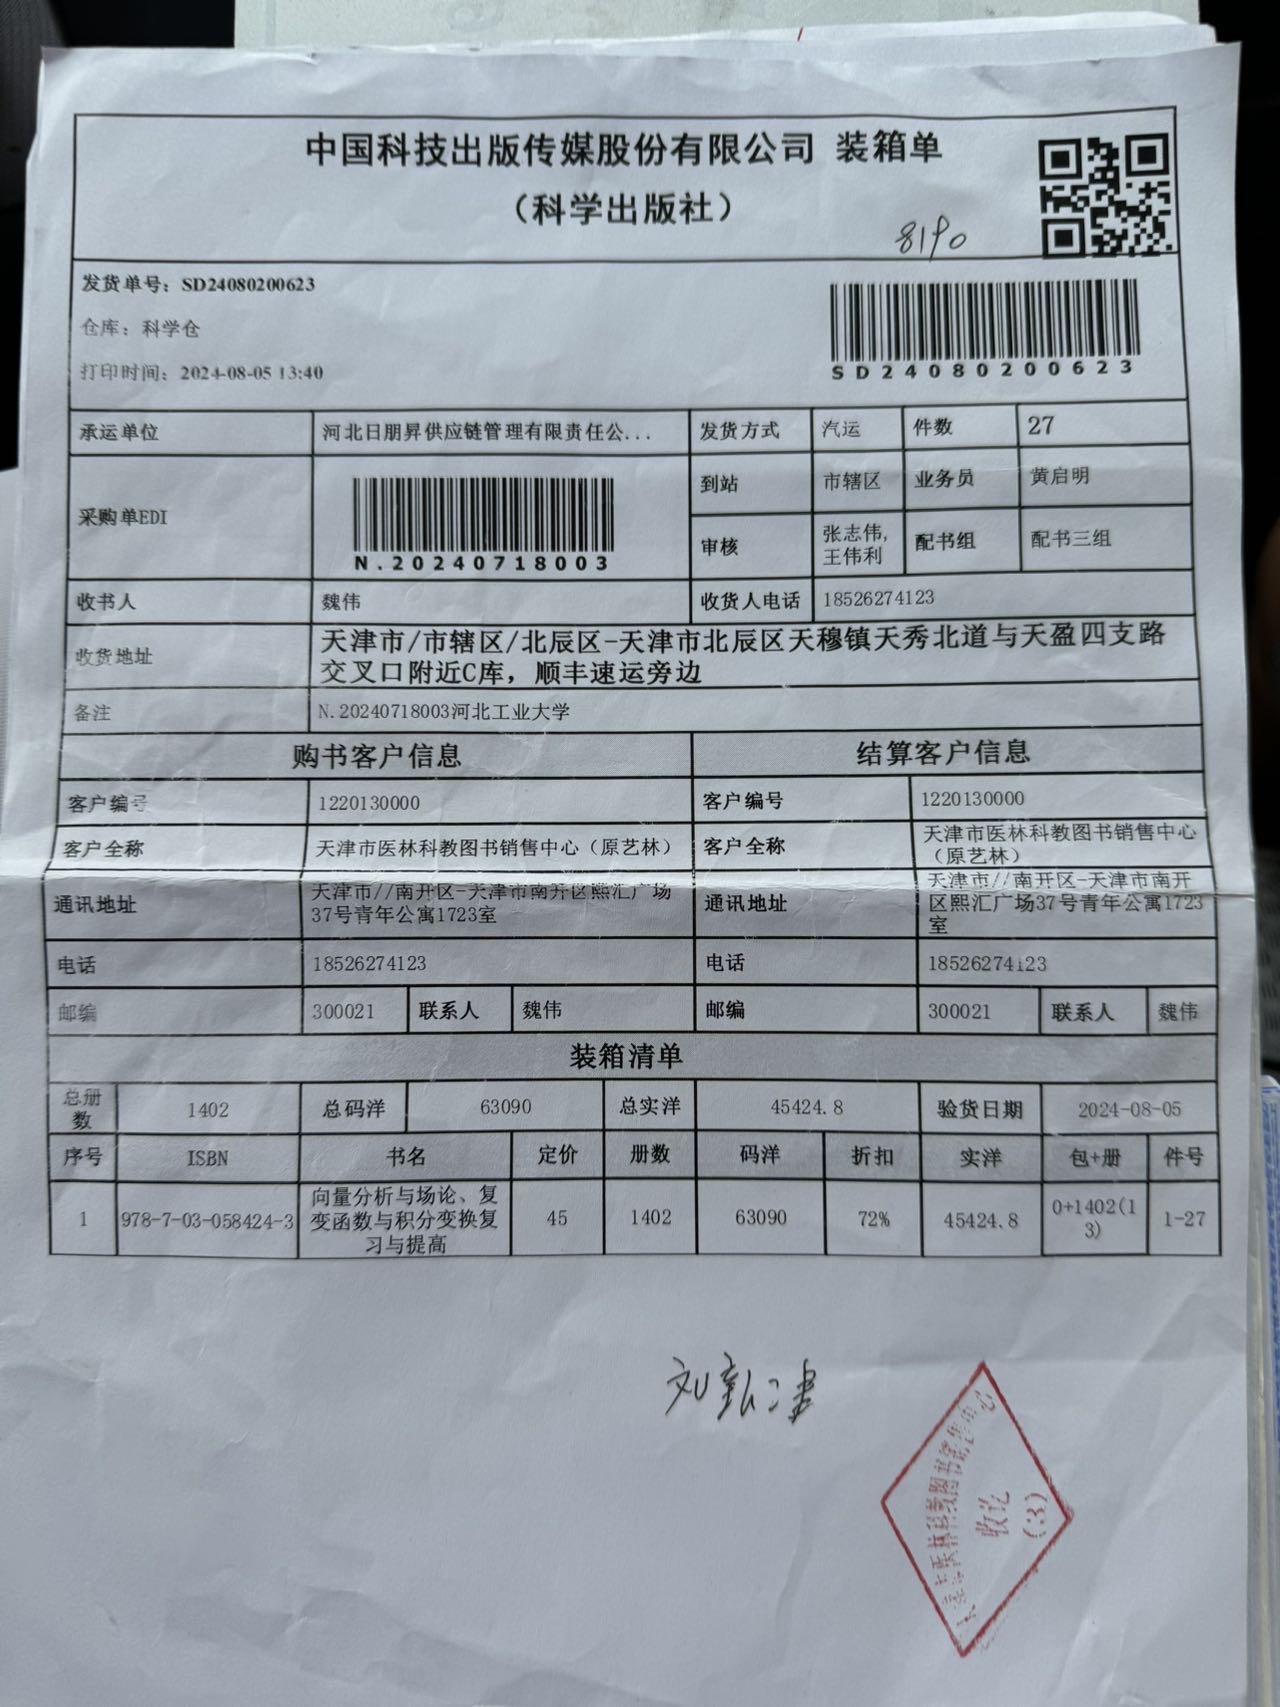 中国科技出版传媒股份有限公司 装箱单
（科学出版社）
8190
发货单号：SD24080200623
仓库：科学仓
打印时间：2024-08-05 13:40
SD24080200623
承运单位 河北日朋昇供应链管理有限责任公... 发货方式 汽运 件数 27
采购单EDI N.20240718003 到站 市辖区 业务员 黄启明
审核 张志伟,王伟利 配书组 配书三组
收书人 魏伟 收货人电话 18526274123
收货地址 天津市/市辖区/北辰区-天津市北辰区天穆镇天秀北道与天盈四支路
交叉口附近C库，顺丰速运旁边
备注 N.20240718003河北工业大学
购书客户信息 结算客户信息
客户编号 1220130000 客户编号 1220130000
客户全称 天津市医林科教图书销售中心（原艺林） 客户全称 天津市医林科教图书销售中心（原艺林）
通讯地址 天津市//南开区-天津市南开区熙汇广场37号青年公寓1723室 通讯地址 天津市//南开区-天津市南开区熙汇广场37号青年公寓1723室
电话 18526274123 电话 18526274123
邮编 300021 联系人 魏伟 邮编 300021 联系人 魏伟
装箱清单
总册数 1402 总码洋 63090 总实洋 45424.8 验货日期 2024-08-05
序号 ISBN 书名 定价 册数 码洋 折扣 实洋 包+册 件号
1 978-7-03-058424-3 向量分析与场论、复变函数与积分变换复习与提高 45 1402 63090 72% 45424.8 0+1402(13) 1-27
医林科教图书销售中心
收讫
(3)